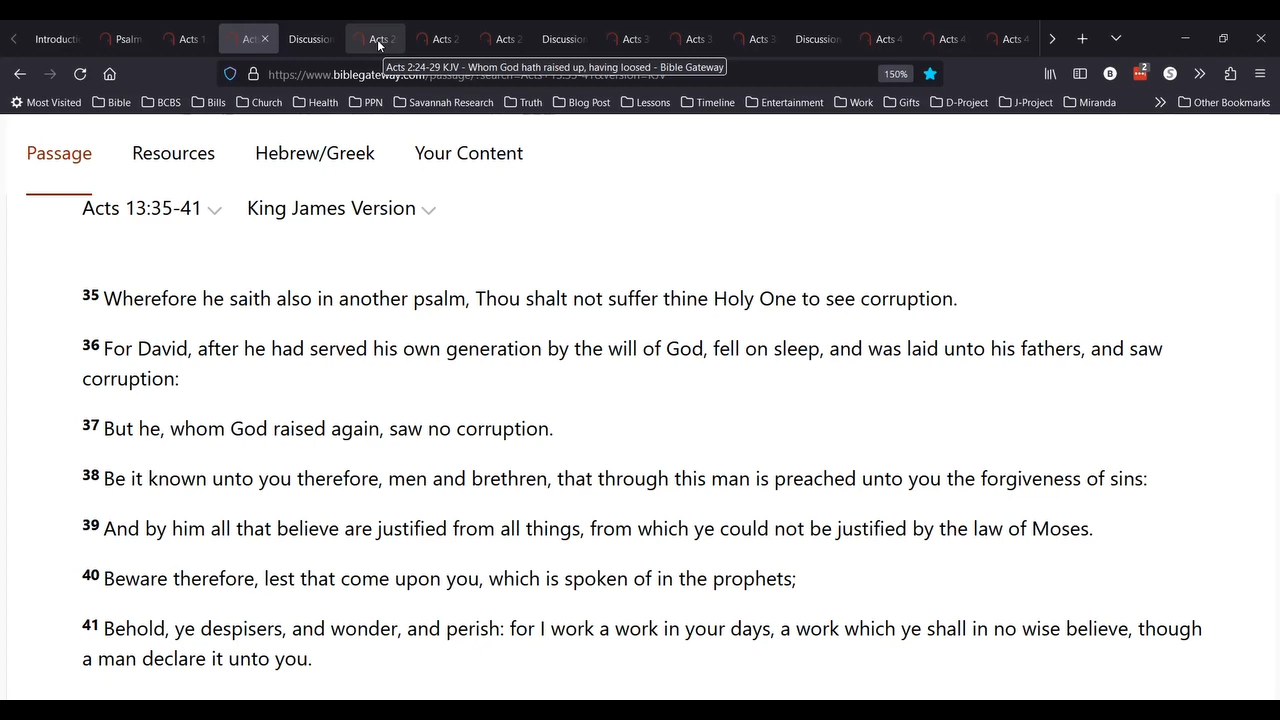 Introducti Psalm Acts 1 Act Discussion Acts 2 Acts 2 Acts 2 Discussion Acts 3 Acts 3 Acts 3 Discussion Acts 4 Acts 4 Acts 4
Acts 2:24-29 KJV - Whom God hath raised up, having loosed - Bible Gateway
https://www.biblegateway.com/passage/?search=Acts+13:35-41&version=KJV 150% 2
Most Visited Bible BCBS Bills Church Health PPN Savannah Research Truth Blog Post Lessons Timeline Entertainment Work Gifts D-Project J-Project Miranda Other Bookmarks
Passage Resources Hebrew/Greek Your Content
Acts 13:35-41 King James Version
35 Wherefore he saith also in another psalm, Thou shalt not suffer thine Holy One to see corruption.
36 For David, after he had served his own generation by the will of God, fell on sleep, and was laid unto his fathers, and saw
corruption:
37 But he, whom God raised again, saw no corruption.
38 Be it known unto you therefore, men and brethren, that through this man is preached unto you the forgiveness of sins:
39 And by him all that believe are justified from all things, from which ye could not be justified by the law of Moses.
40 Beware therefore, lest that come upon you, which is spoken of in the prophets;
41 Behold, ye despisers, and wonder, and perish: for I work a work in your days, a work which ye shall in no wise believe, though
a man declare it unto you.